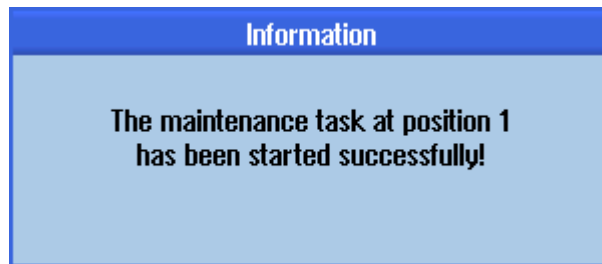 Information
The maintenance task at position 1
has been started successfully!